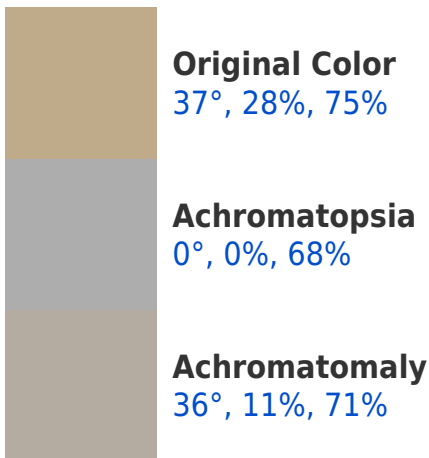 Original Color
37°, 28%, 75%
Achromatopsia
0°, 0%, 68%
Achromatomaly
36°, 11%, 71%